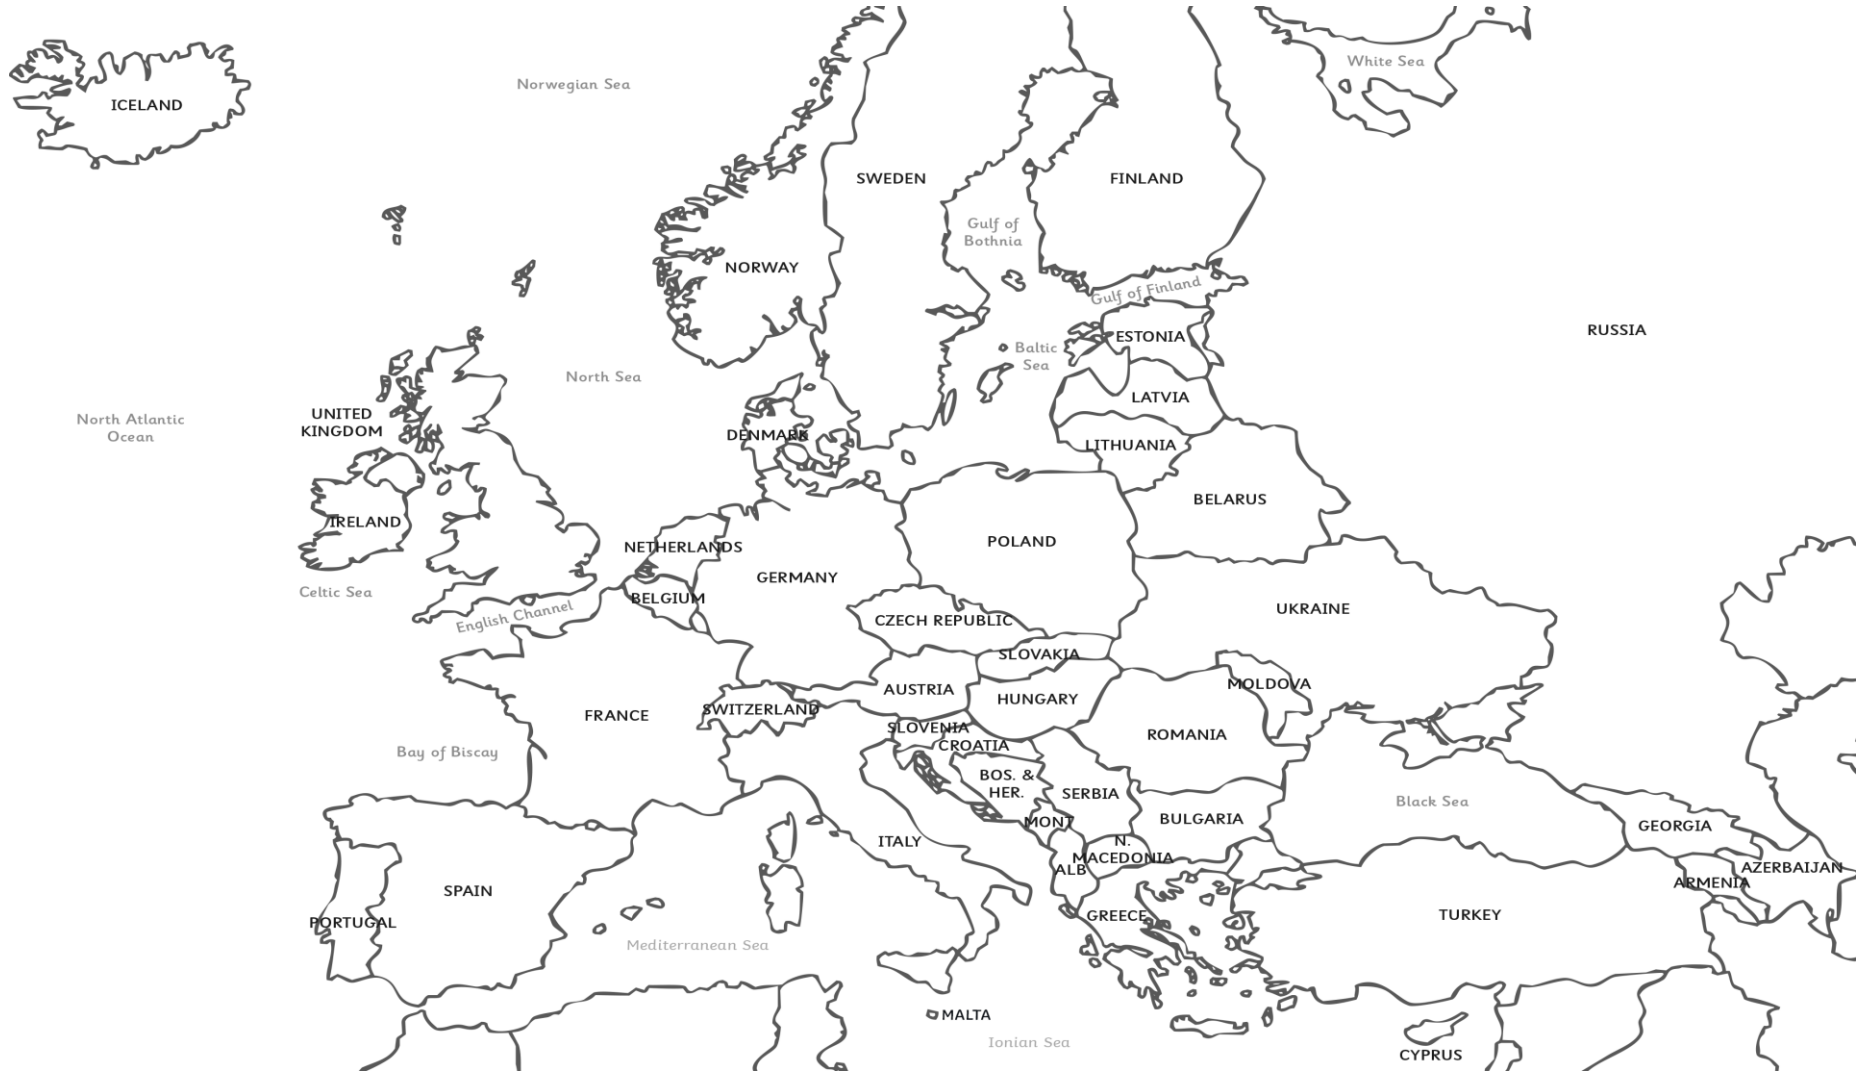 White Sea
Norwegian Sea
ICELAND
SWEDEN
FINLAND
Gulf of
Bothnia
NORWAY
Gulf of Finland
RUSSIA
ESTONIA
Baltic
Sea
North Sea
LATVIA
UNITED
KINGDOM
North Atlantic
Ocean
DENMARK
LITHUANIA
BELARUS
IRELAND
POLAND
NETHERLANDS
GERMANY
Celtic Sea
BELGIUM
UKRAINE
English Channel
CZECH REPUBLIC
SLOVAKIA
MOLDOVA
AUSTRIA
HUNGARY
SWITZERLAND
FRANCE
SLOVENIA
ROMANIA
CROATIA
Bay of Biscay
BOS. &
HER.
SERBIA
Black Sea
BULGARIA
MONT
GEORGIA
ITALY
N.
MACEDONIA
ALB
AZERBAIJAN
ARMENIA
SPAIN
GREECE
TURKEY
PORTUGAL
Mediterranean Sea
MALTA
Ionian Sea
CYPRUS